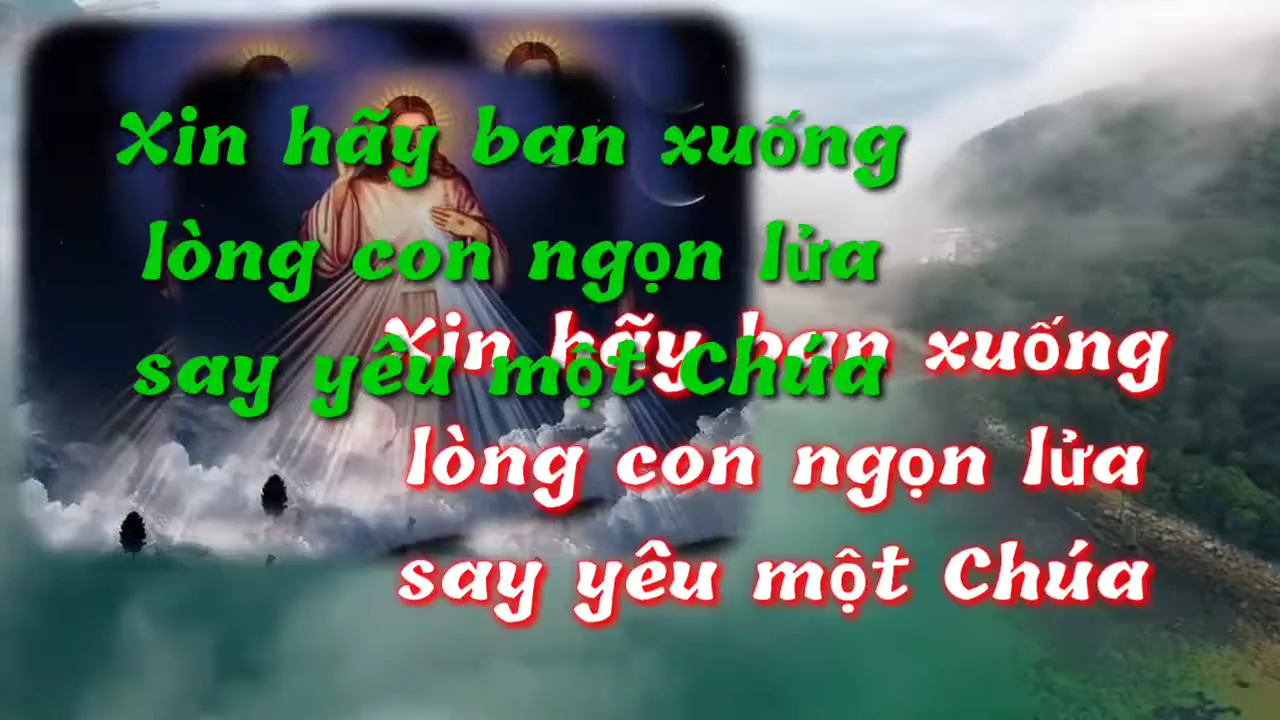 Xin hãy ban xuống
lòng con ngọn lửa
say yêu một Chúa
Xin hãy ban xuống
lòng con ngọn lửa
say yêu một Chúa